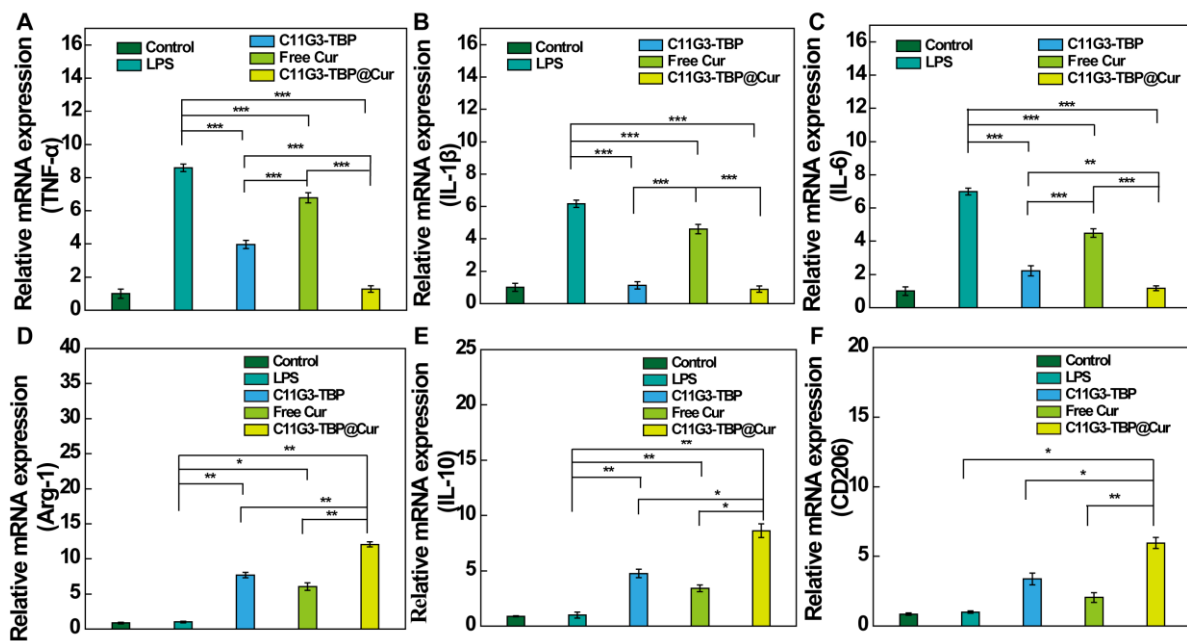 A
Relative mRNA expression
(TNF-α)
16
14
12
10
8
6
4
2
0
Control
LPS
C11G3-TBP
Free Cur
C11G3-TBP@Cur
***
***
***
***
***
***
B
Relative mRNA expression
(IL-1β)
16
14
12
10
8
6
4
2
0
Control
LPS
C11G3-TBP
Free Cur
C11G3-TBP@Cur
***
***
***
***
***
C
Relative mRNA expression
(IL-6)
16
14
12
10
8
6
4
2
0
Control
LPS
C11G3-TBP
Free Cur
C11G3-TBP@Cur
***
***
***
**
***
***
D
Relative mRNA expression
(Arg-1)
40
35
30
25
20
15
10
5
0
Control
LPS
C11G3-TBP
Free Cur
C11G3-TBP@Cur
**
*
**
**
**
E
Relative mRNA expression
(IL-10)
25
20
15
10
5
0
Control
LPS
C11G3-TBP
Free Cur
C11G3-TBP@Cur
**
**
**
*
*
F
Relative mRNA expression
(CD206)
20
15
10
5
0
Control
LPS
C11G3-TBP
Free Cur
C11G3-TBP@Cur
*
*
**